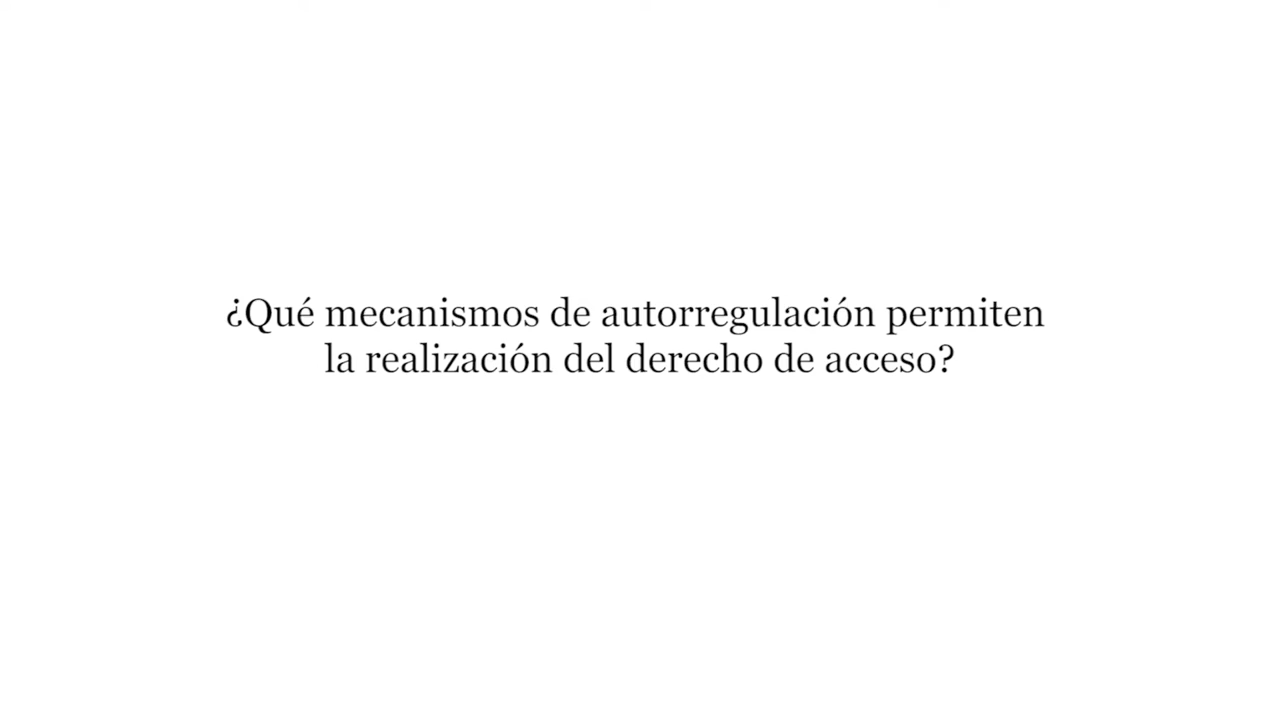 ¿Qué mecanismos de autorregulación permiten
la realización del derecho de acceso?